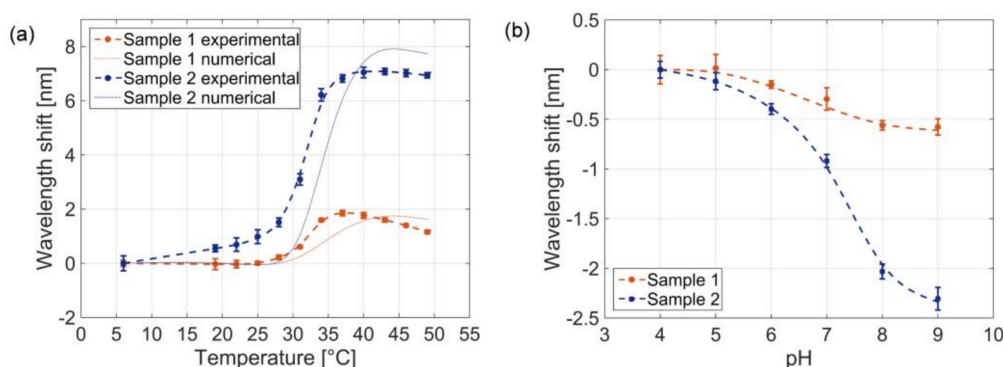 (a)
Sample 1 experimental
Sample 1 numerical
Sample 2 experimental
Sample 2 numerical
8
6
4
2
0
-2
Wavelength shift [nm]
0 5 10 15 20 25 30 35 40 45 50
Temperature [°C]
(b)
0.5
0
-0.5
-1
-1.5
-2
-2.5
Wavelength shift [nm]
Sample 1
Sample 2
3 4 5 6 7 8 9 10
pH